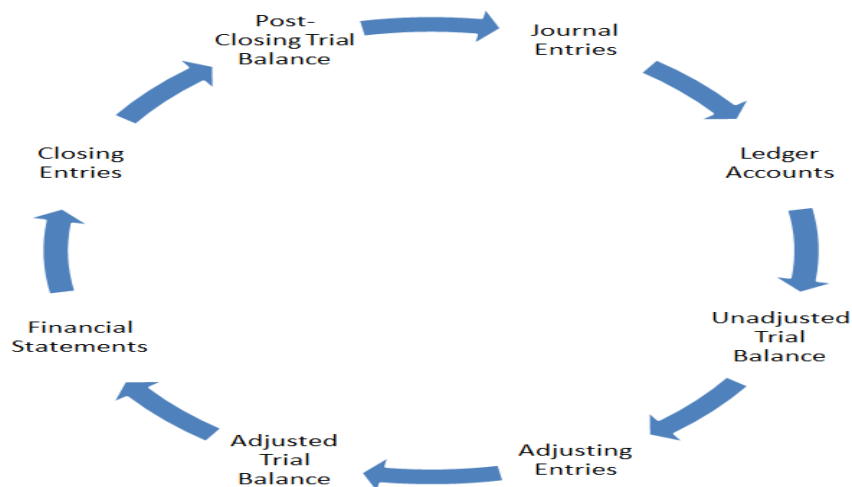 Post-
Closing Trial
Balance
Journal
Entries
Ledger
Accounts
Unadjusted
Trial
Balance
Adjusting
Entries
Adjusted
Trial
Balance
Financial
Statements
Closing
Entries